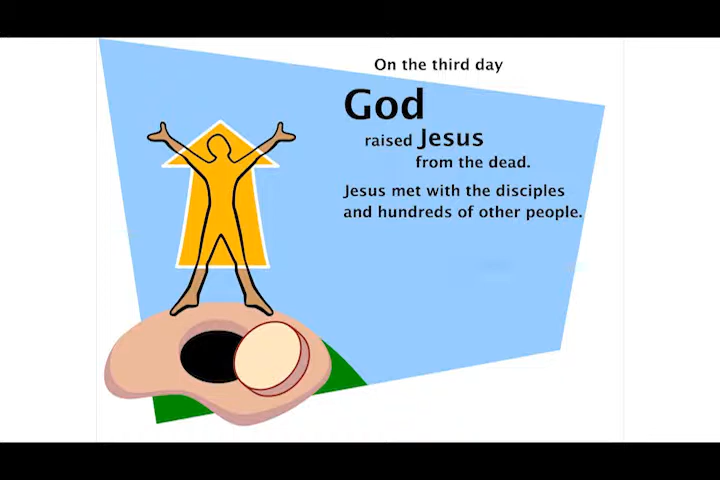 On the third day
God
raised Jesus
from the dead.
Jesus met with the disciples
and hundreds of other people.